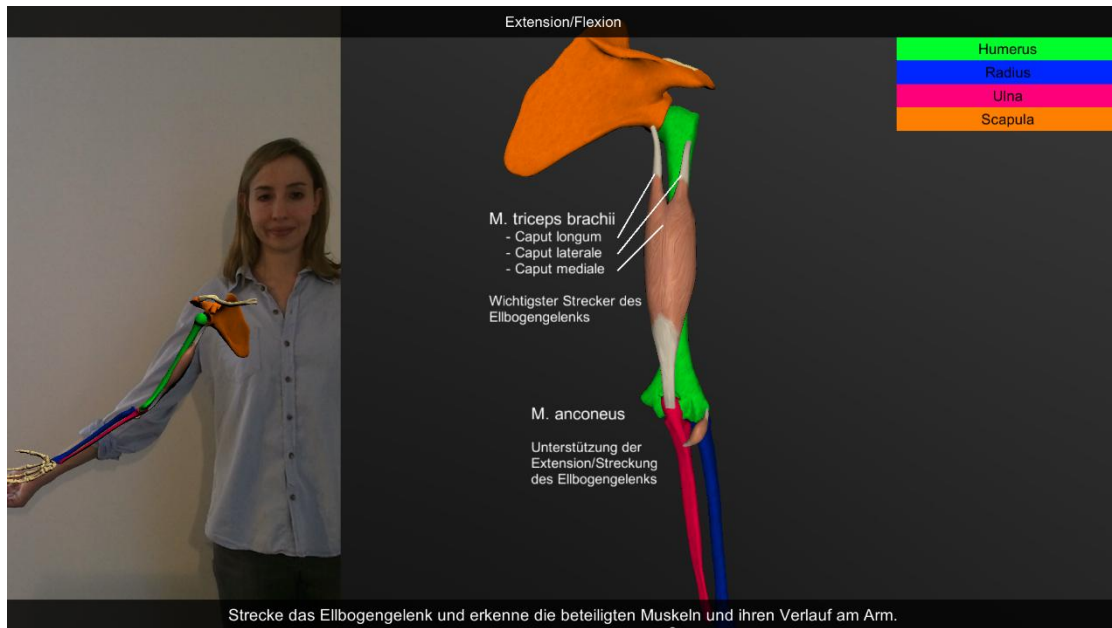 Extension/Flexion
Humerus
Radius
Ulna
Scapula
M. triceps brachii
- Caput longum
- Caput laterale
- Caput mediale
Wichtigster Strecker des
Ellbogengelenks
M. anconeus
Unterstützung der
Extension/Streckung
des Ellbogengelenks
Strecke das Ellbogengelenk und erkenne die beteiligten Muskeln und ihren Verlauf am Arm.